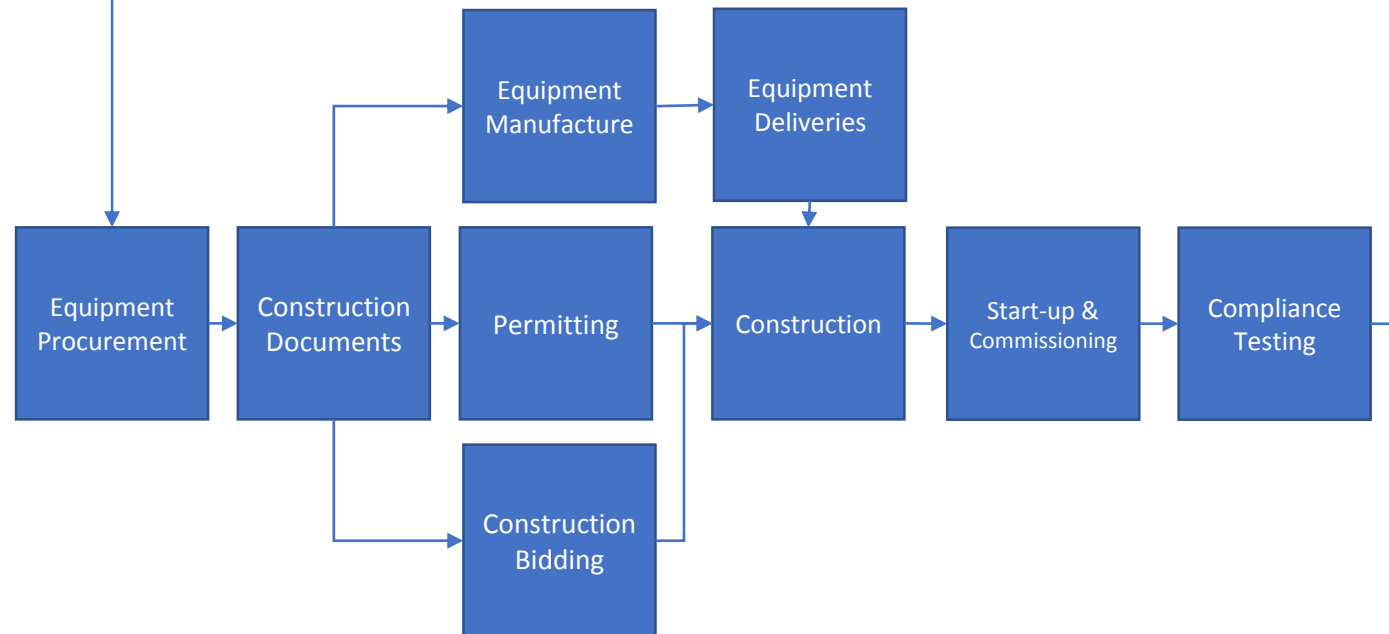 Equipment
Manufacture
Equipment
Deliveries
Equipment
Procurement
Construction
Documents
Permitting
Construction
Start-up &
Commissioning
Compliance
Testing
Construction
Bidding